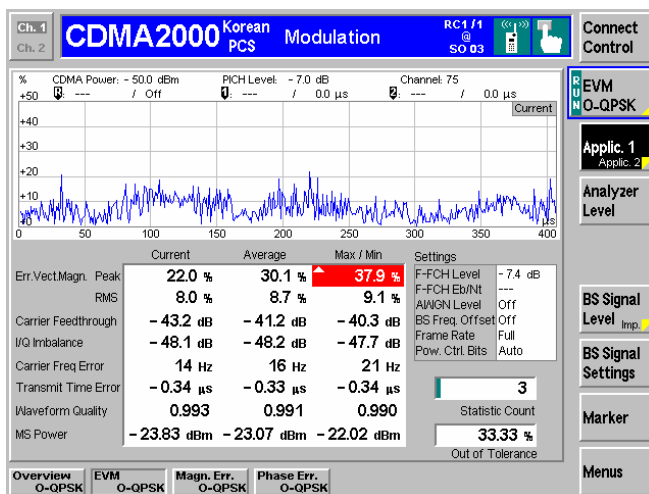 Ch. 1
Ch. 2
CDMA2000 Korean PCS Modulation
RC1 / 1 @ SO 03
Connect Control
% CDMA Power: - 50.0 dBm PICH Level: - 7.0 dB Channel: 75
+50 R: --- / Off 1: --- / 0.0 µs 2: --- / 0.0 µs
Current
+40
+30
+20
+10
+0
µs
0 50 100 150 200 250 300 350 400
RUN
EVM O-QPSK
Applic. 1
Applic. 2
Analyzer Level
Current Average Max / Min Settings
Err.Vect.Magn. Peak 22.0 % 30.1 % 37.9 %
RMS 8.0 % 8.7 % 9.1 %
Carrier Feedthrough - 43.2 dB - 41.2 dB - 40.3 dB
I/Q Imbalance - 48.1 dB - 48.2 dB - 47.7 dB
Carrier Freq Error 14 Hz 16 Hz 21 Hz
Transmit Time Error - 0.34 µs - 0.33 µs - 0.34 µs
Waveform Quality 0.993 0.991 0.990
MS Power - 23.83 dBm - 23.07 dBm - 22.02 dBm
F-FCH Level - 7.4 dB
F-FCH Eb/Nt ---
AWGN Level Off
BS Freq. Offset Off
Frame Rate Full
Pow. Ctrl. Bits Auto
3
Statistic Count
33.33 %
Out of Tolerance
BS Signal Level Imp.
BS Signal Settings
Marker
Menus
Overview O-QPSK
EVM O-QPSK
Magn. Err. O-QPSK
Phase Err. O-QPSK